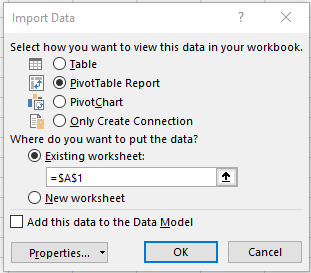 Import Data
Select how you want to view this data in your workbook.
Table
PivotTable Report
PivotChart
Only Create Connection
Where do you want to put the data?
Existing worksheet:
=$A$1
New worksheet
Add this data to the Data Model
Properties...
OK
Cancel